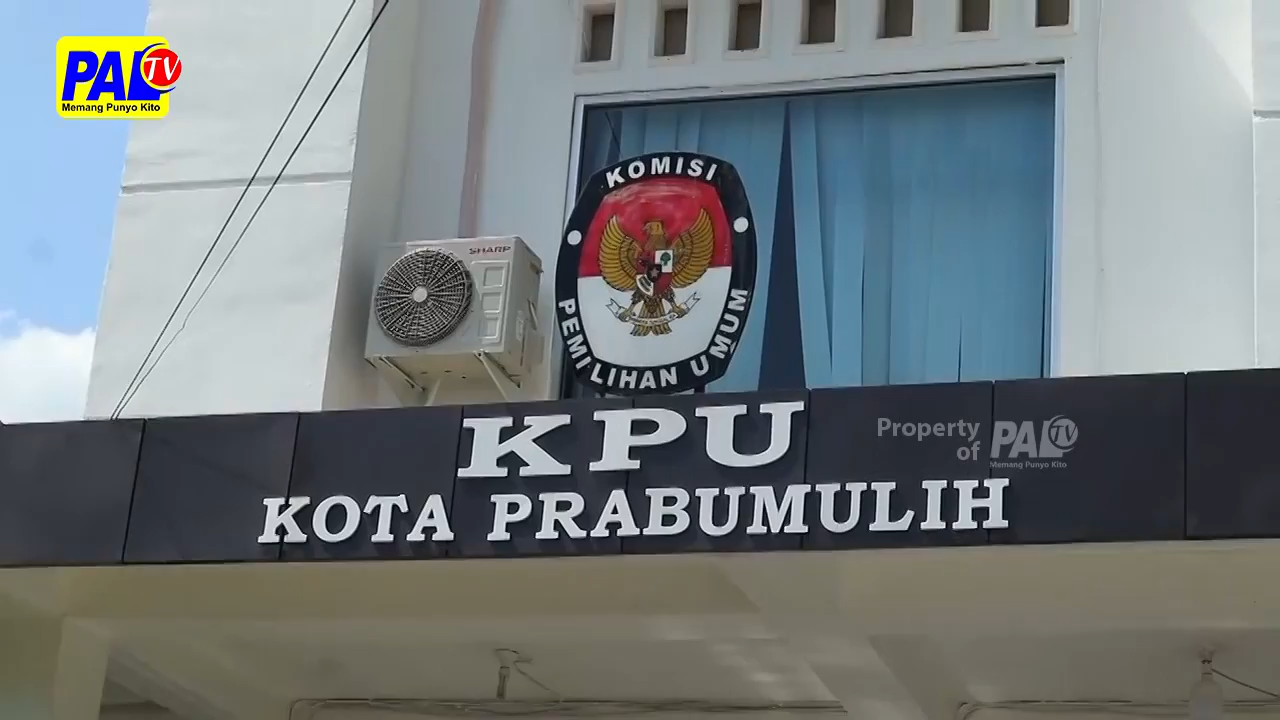 PAL TV
Memang Punyo Kito
SHARP
KOMISI
PEMILIHAN UMUM
KPU
KOTA PRABUMULIH
Property of PAL TV
Memang Punyo Kito